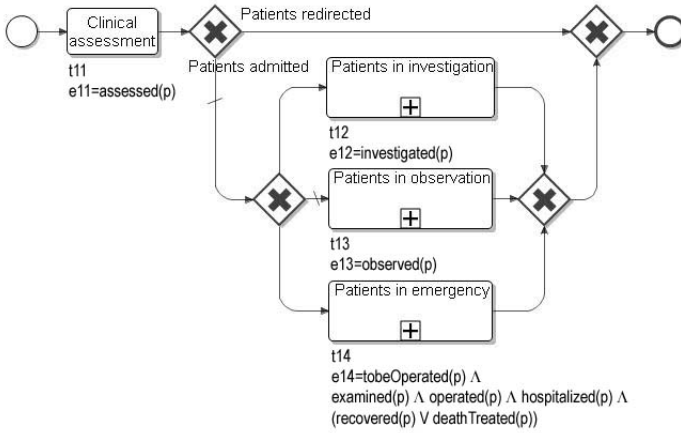 Clinical
assessment
Patients redirected
t11
e11=assessed(p)
Patients admitted
Patients in investigation
t12
e12=investigated(p)
Patients in observation
t13
e13=observed(p)
Patients in emergency
t14
e14=tobeOperated(p) Λ
examined(p) Λ operated(p) Λ hospitalized(p) Λ
(recovered(p) V deathTreated(p))